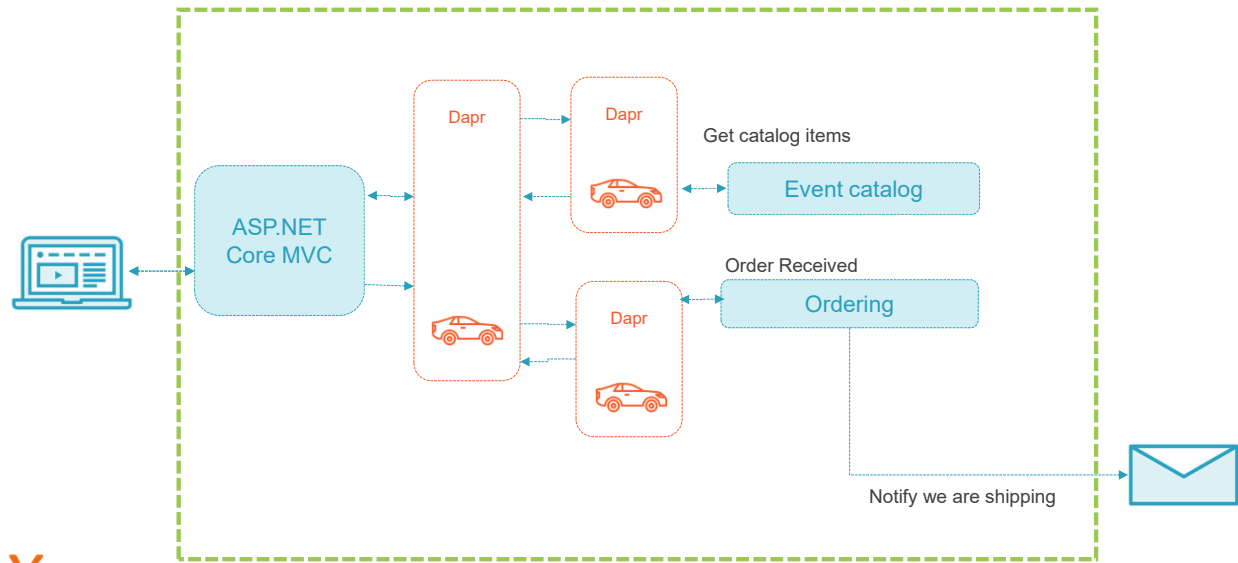 Dapr
Dapr
Get catalog items
Event catalog
ASP.NET
Core MVC
Order Received
Ordering
Dapr
Notify we are shipping